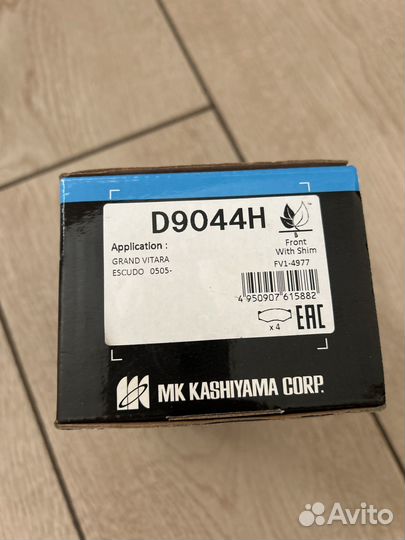 D9044H
Application :
GRAND VITARA
ESCUDO 0505-
B
Front
With Shim
FV1-4977
4 950907 615882
x 4
EAC
MK KASHIYAMA CORP.
Avito